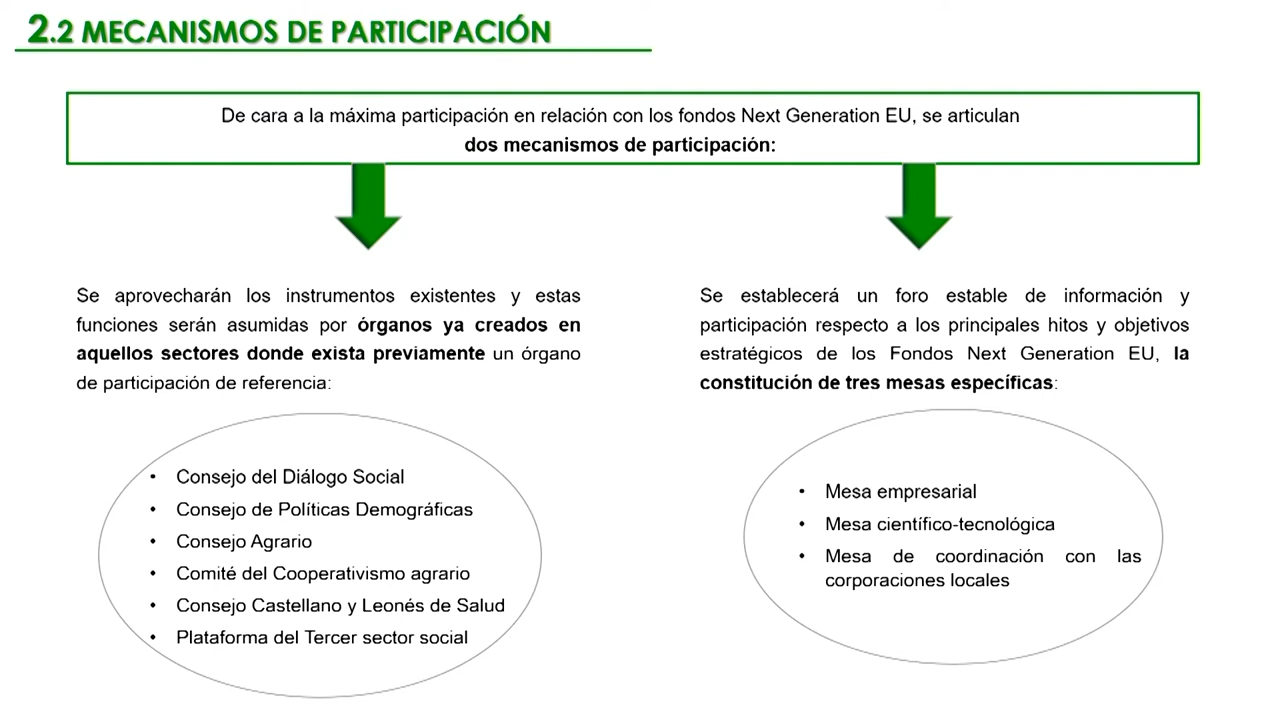 2.2 MECANISMOS DE PARTICIPACIÓN
De cara a la máxima participación en relación con los fondos Next Generation EU, se articulan
dos mecanismos de participación:
Se aprovecharán los instrumentos existentes y estas
funciones serán asumidas por órganos ya creados en
aquellos sectores donde exista previamente un órgano
de participación de referencia:
• Consejo del Diálogo Social
• Consejo de Políticas Demográficas
• Consejo Agrario
• Comité del Cooperativismo agrario
• Consejo Castellano y Leonés de Salud
• Plataforma del Tercer sector social
Se establecerá un foro estable de información y
participación respecto a los principales hitos y objetivos
estratégicos de los Fondos Next Generation EU, la
constitución de tres mesas específicas:
• Mesa empresarial
• Mesa científico-tecnológica
• Mesa de coordinación con las
corporaciones locales